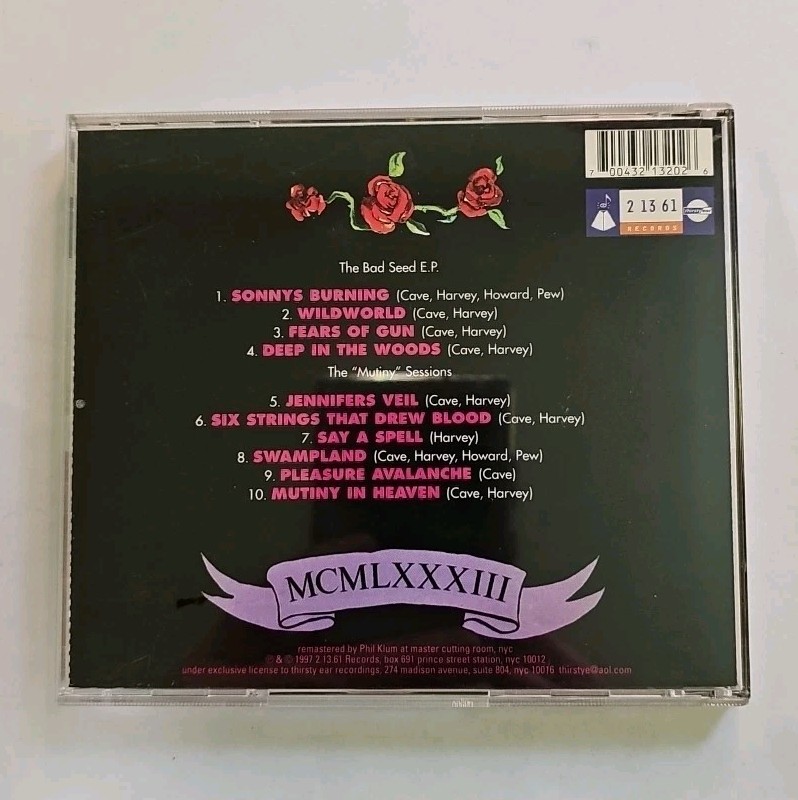 7 00432 13202 6
2 13 61
RECORDS
The Bad Seed E.P.
1. SONNYS BURNING (Cave, Harvey, Howard, Pew)
2. WILDWORLD (Cave, Harvey)
3. FEARS OF GUN (Cave, Harvey)
4. DEEP IN THE WOODS (Cave, Harvey)
The "Mutiny" Sessions
5. JENNIFERS VEIL (Cave, Harvey)
6. SIX STRINGS THAT DREW BLOOD (Cave, Harvey)
7. SAY A SPELL (Harvey)
8. SWAMPLAND (Cave, Harvey, Howard, Pew)
9. PLEASURE AVALANCHE (Cave)
10. MUTINY IN HEAVEN (Cave, Harvey)
MCMLXXXIII
remastered by Phil Klum at master cutting room, nyc
℗ & © 1997 2.13.61 Records, box 691 prince street station, nyc 10012
under exclusive license to thirsty ear recordings, 274 madison avenue, suite 804, nyc 10016 thirstye@aol.com